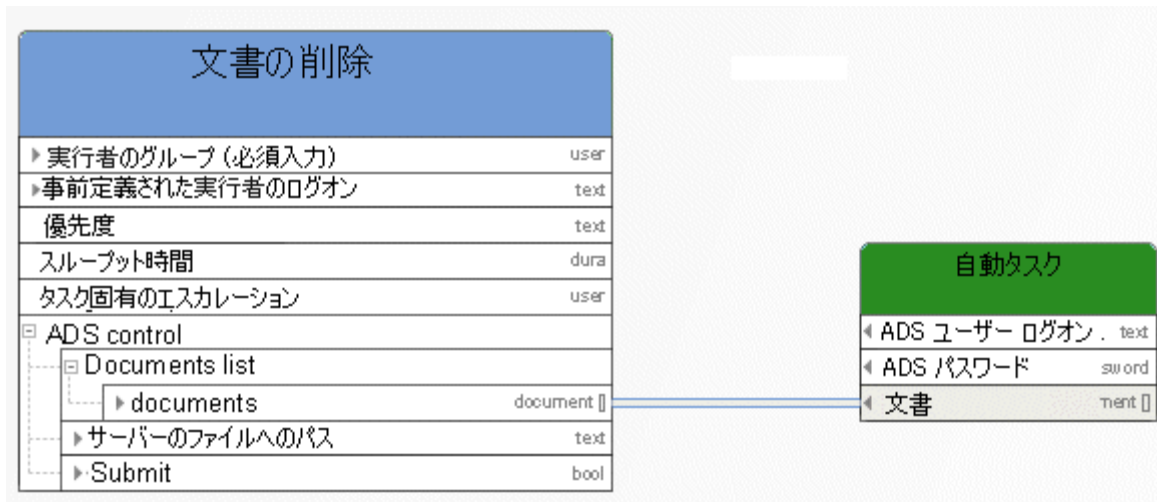 文書の削除
実行者のグループ (必須入力) user
事前定義された実行者のログオン text
優先度 text
スループット時間 dura
タスク固有のエスカレーション user
ADS control
Documents list
documents document []
サーバーのファイルへのパス text
Submit bool
自動タスク
ADS ユーザー ログオン . text
ADS パスワード sword
文書 ment []